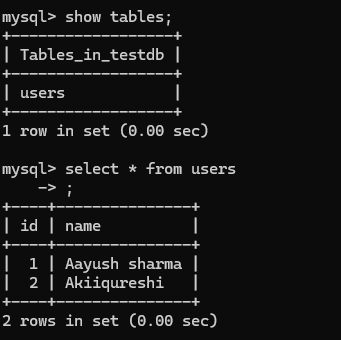 mysql> show tables;
+------------------+
| Tables_in_testdb |
+------------------+
| users            |
+------------------+
1 row in set (0.00 sec)

mysql> select * from users
    -> ;
+----+---------------+
| id | name          |
+----+---------------+
|  1 | Aayush sharma |
|  2 | Akiiqureshi   |
+----+---------------+
2 rows in set (0.00 sec)